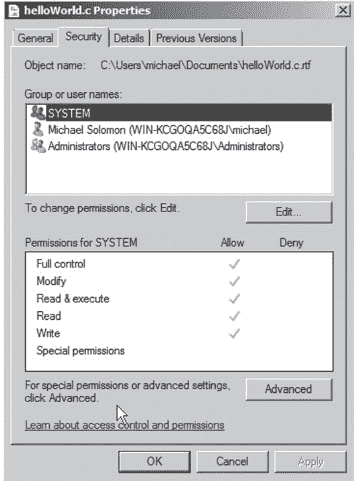 helloWorld.c Properties
General Security Details Previous Versions
Object name: C:\Users\michael\Documents\helloWorld.c.rtf
Group or user names:
SYSTEM
Michael Solomon (WIN-KCGOQA5C68J\michael)
Administrators (WIN-KCGOQA5C68J\Administrators)
To change permissions, click Edit.
Edit...
Permissions for SYSTEM Allow Deny
Full control
Modify
Read & execute
Read
Write
Special permissions
For special permissions or advanced settings,
click Advanced.
Advanced
Learn about access control and permissions
OK Cancel Apply